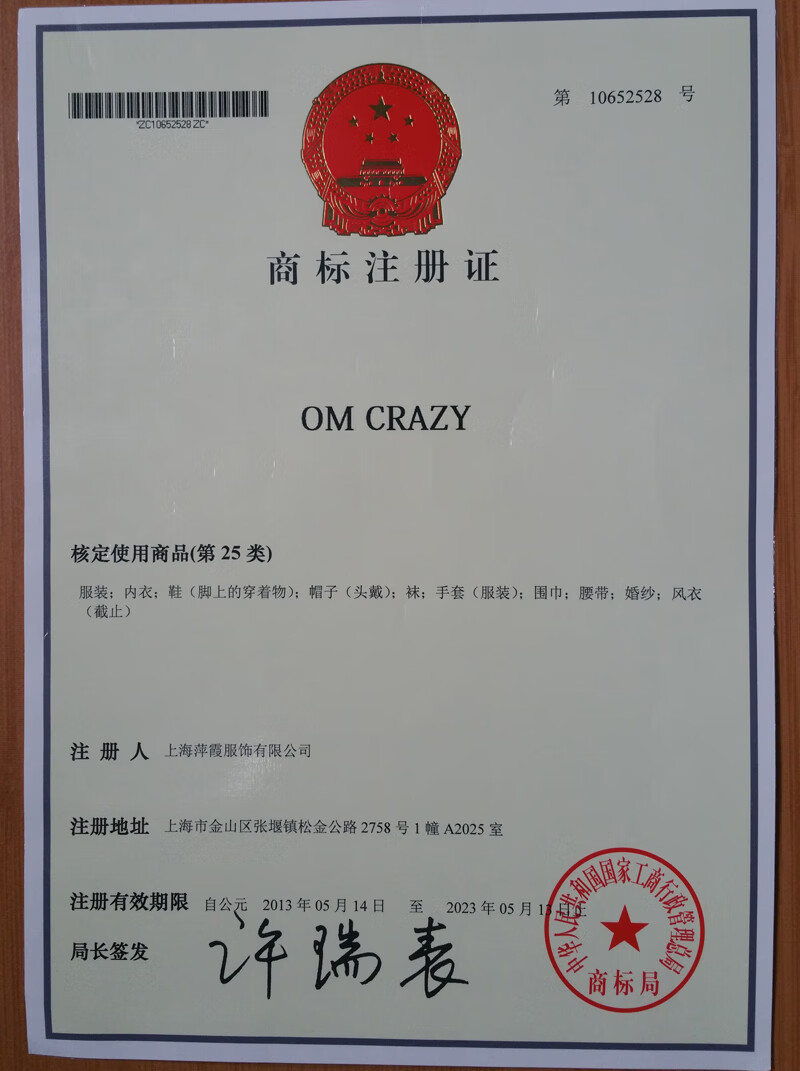 *ZC10652528ZC*
第 10652528 号
商标注册证
OM CRAZY
核定使用商品(第 25 类)
服装；内衣；鞋（脚上的穿着物）；帽子（头戴）；袜；手套（服装）；围巾；腰带；婚纱；风衣
（截止）
注 册 人 上海萍霞服饰有限公司
注册地址 上海市金山区张堰镇松金公路 2758 号 1 幢 A2025 室
注册有效期限 自公元 2013 年 05 月 14 日 至 2023 年 05 月 13 日止
局长签发 许瑞表
中华人民共和国国家工商行政管理总局
商标局